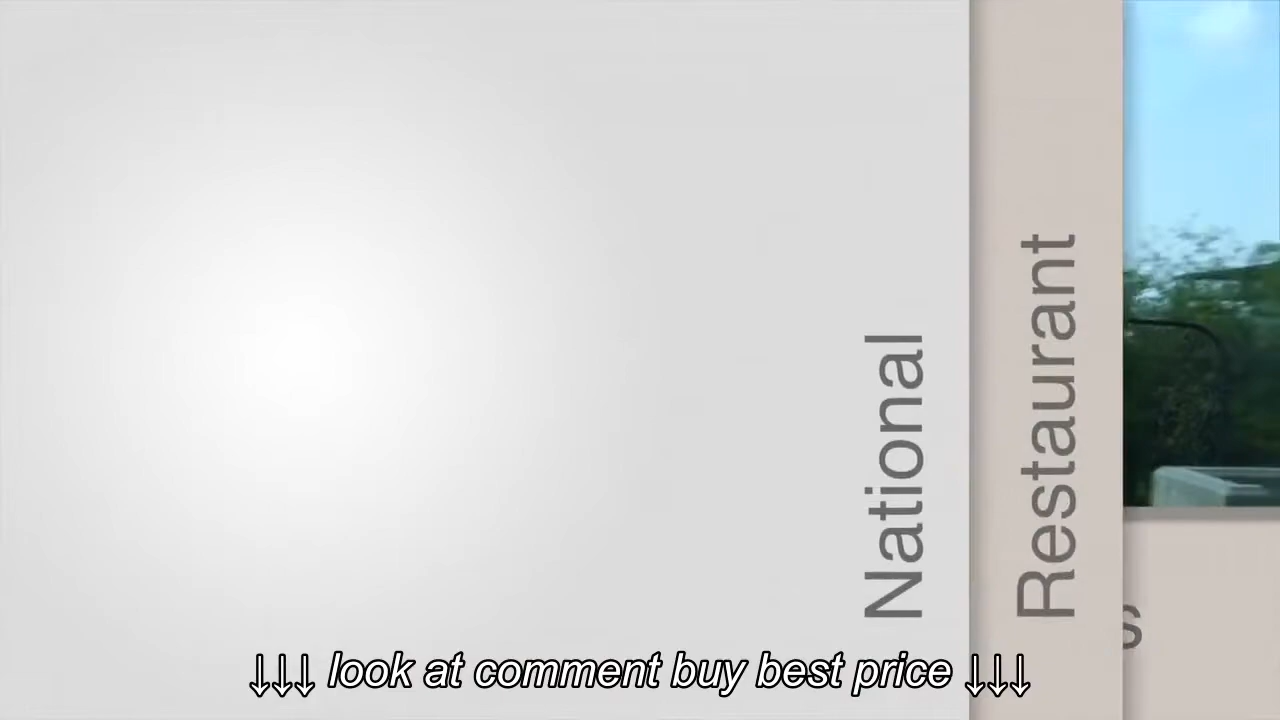 National
Restaurant
s
↓↓↓ look at comment buy best price ↓↓↓